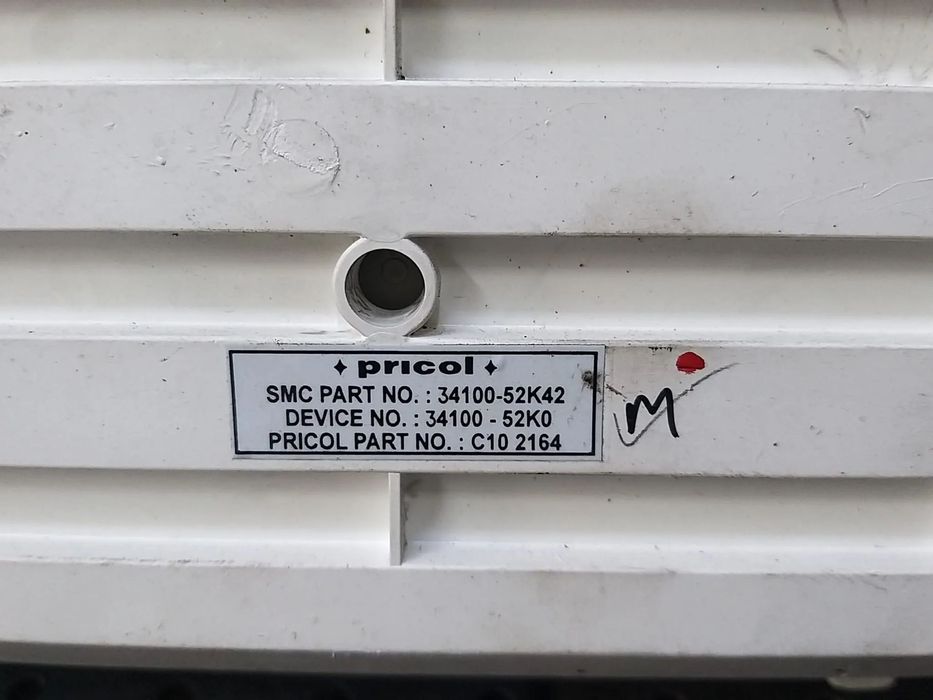 pricol
SMC PART NO. : 34100-52K42
DEVICE NO. : 34100 - 52K0
PRICOL PART NO. : C10 2164
M